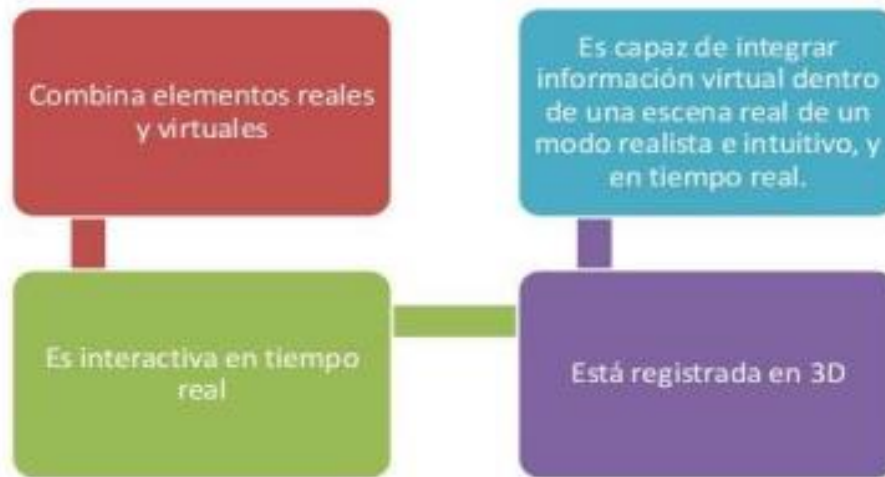 Combina elementos reales
y virtuales
Es interactiva en tiempo
real
Está registrada en 3D
Es capaz de integrar
información virtual dentro
de una escena real de un
modo realista e intuitivo, y
en tiempo real.